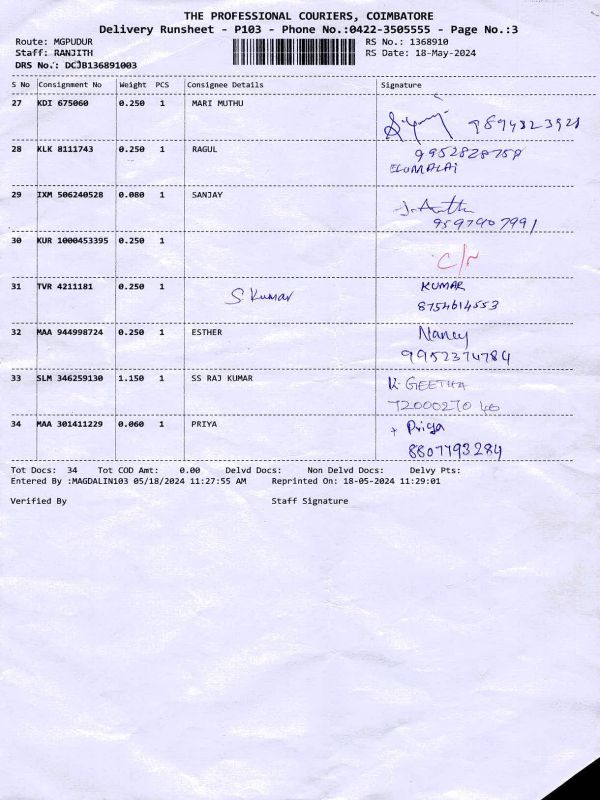 THE PROFESSIONAL COURIERS, COIMBATORE
Delivery Runsheet - P103 - Phone No.:0422-3505555 - Page No.:3
Route: MGPUDUR RS No.: 1368910
Staff: RANJITH RS Date: 18-May-2024
DRS No.: DCJB136891003
S No Consignment No Weight PCS Consignee Details Signature
27 KDI 675060 0.250 1 MARI MUTHU
9894323921
28 KLK 8111743 0.250 1 RAGUL
ELUMALAI
29 IXM 506240528 0.080 1 SANJAY
9597907991
30 KUR 1000453395 0.250 1
31 TVR 4211181 0.250 1 S Kumar KUMAR
8754614553
32 MAA 944998724 0.250 1 ESTHER Nancy
9952374784
33 SLM 346259130 1.150 1 SS RAJ KUMAR K. GEETHA
7200027040
34 MAA 301411229 0.060 1 PRIYA Priya
8807793284
Tot Docs: 34 Tot COD Amt: 0.00 Delvd Docs: Non Delvd Docs: Delvy Pts:
Entered By :MAGDALIN103 05/18/2024 11:27:55 AM Reprinted On: 18-05-2024 11:29:01
Verified By Staff Signature